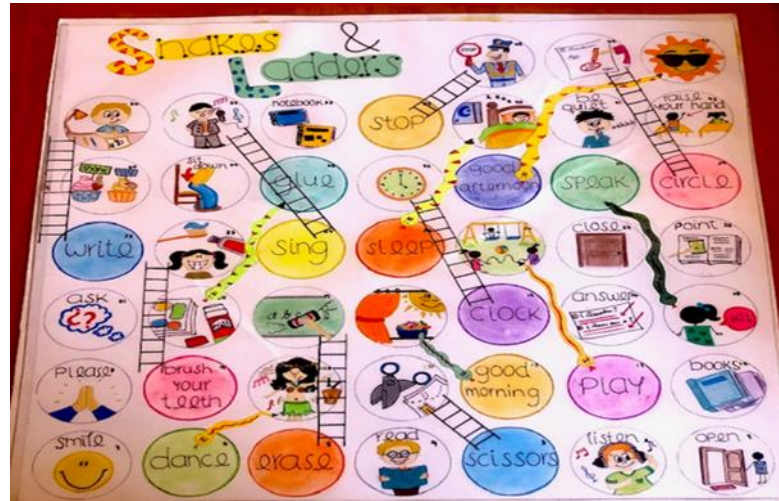 Snakes &
Ladders
STOP
notebook
STOP
be quiet
raise your hand
sit down
glue
good afternoon
SPEAK
circle
write
sing
sleep
close
point
ask
a b c
clock
answer
please
brush your teeth
good morning
PLAY
books
smile
dance
erase
read
scissors
listen
open